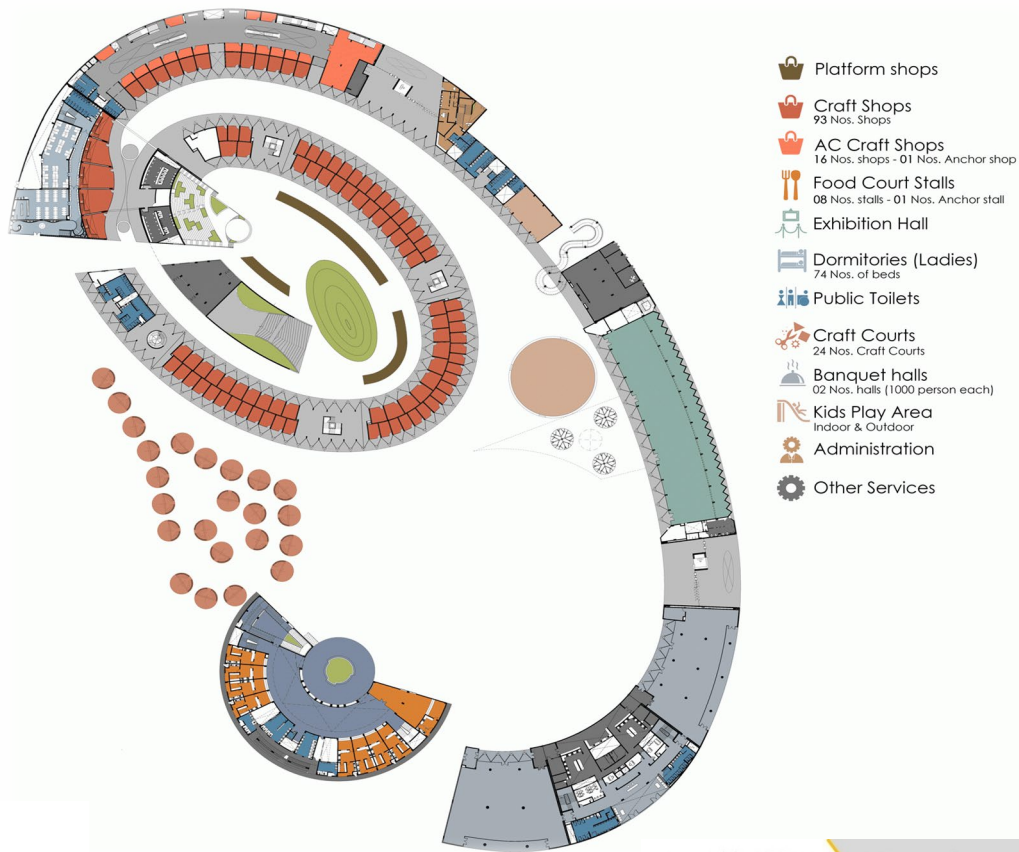 Platform shops
Craft Shops
93 Nos. Shops
AC Craft Shops
16 Nos. shops - 01 Nos. Anchor shop
Food Court Stalls
08 Nos. stalls - 01 Nos. Anchor stall
Exhibition Hall
Dormitories (Ladies)
74 Nos. of beds
Public Toilets
Craft Courts
24 Nos. Craft Courts
Banquet halls
02 Nos. halls (1000 person each)
Kids Play Area
Indoor & Outdoor
Administration
Other Services